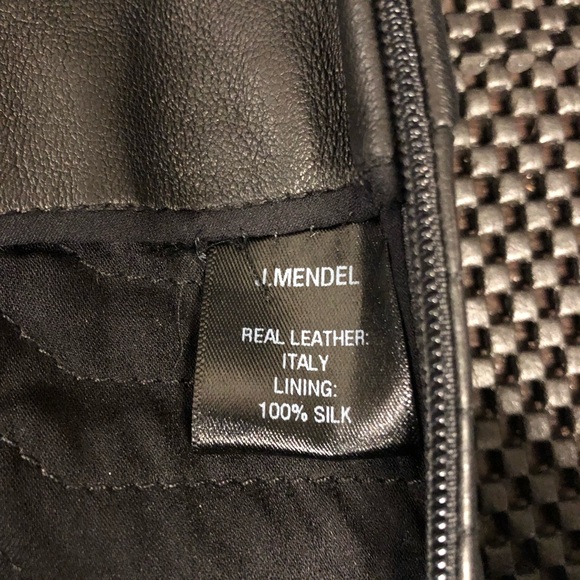 J.MENDEL
REAL LEATHER:
ITALY
LINING:
100% SILK